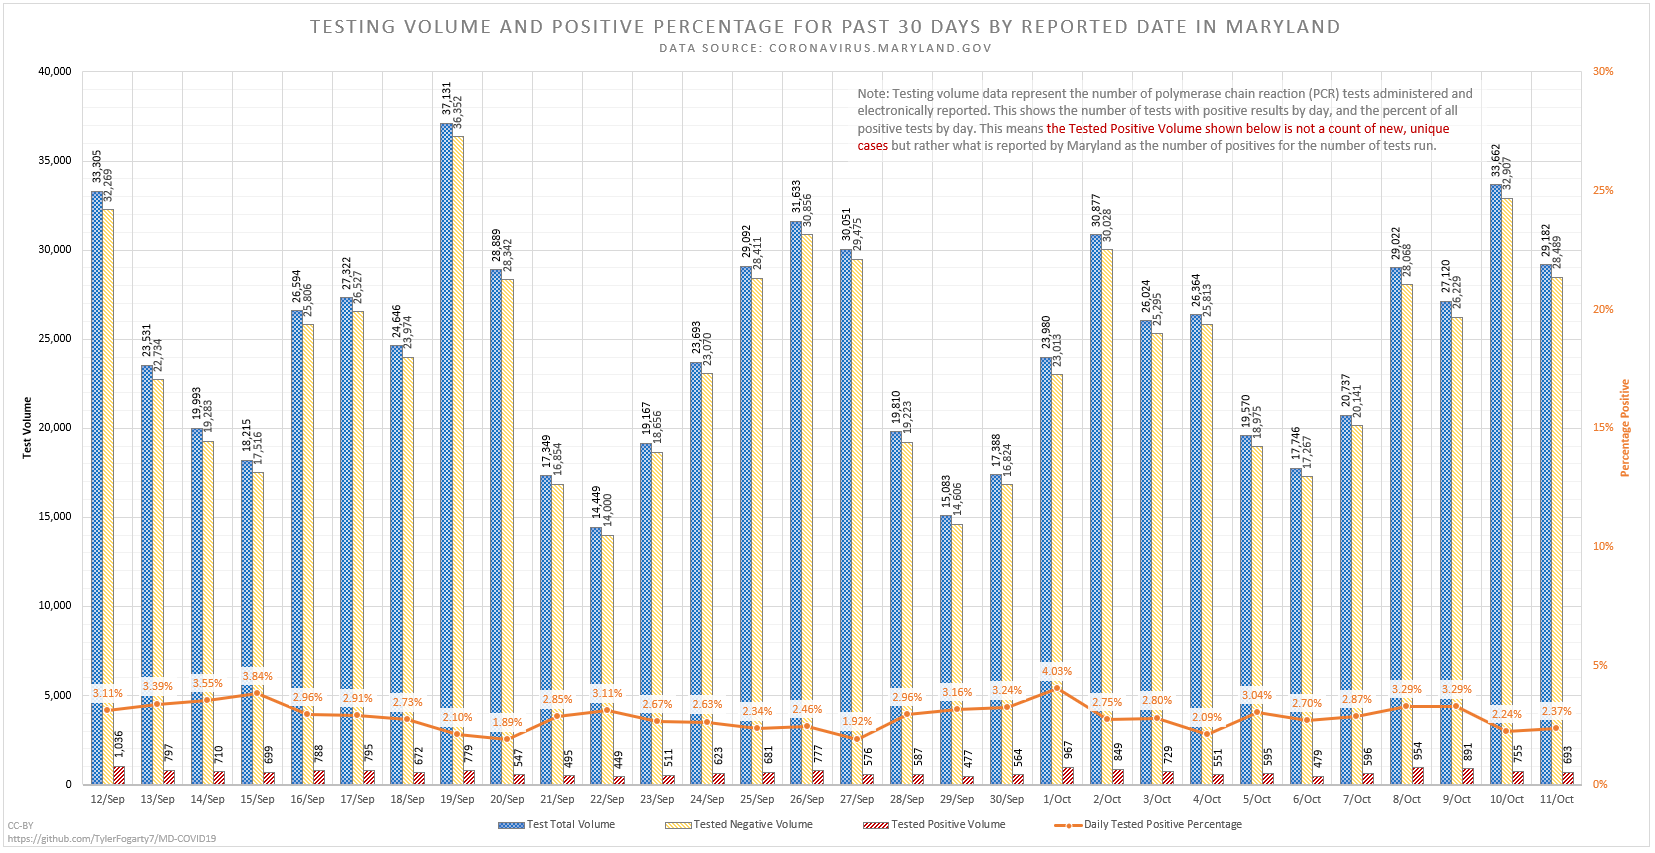 TESTING VOLUME AND POSITIVE PERCENTAGE FOR PAST 30 DAYS BY REPORTED DATE IN MARYLAND
DATA SOURCE: CORONAVIRUS.MARYLAND.GOV
Note: Testing volume data represent the number of polymerase chain reaction (PCR) tests administered and
electronically reported. This shows the number of tests with positive results by day, and the percent of all
positive tests by day. This means the Tested Positive Volume shown below is not a count of new, unique
cases but rather what is reported by Maryland as the number of positives for the number of tests run.
Test Volume
40,000
35,000
30,000
25,000
20,000
15,000
10,000
5,000
0
33,305 23,531 19,993 18,215 26,594 27,322 24,646 37,131 28,889 17,349 14,449 19,167 23,693 29,092 31,633 30,051 19,810 15,083 17,388 23,980 30,877 26,024 26,364 19,570 17,746 20,737 29,022 27,120 33,662 29,182
32,269 22,734 19,283 17,516 25,806 26,527 23,974 36,352 28,342 16,854 14,000 18,656 23,070 28,411 30,856 29,475 19,223 14,606 16,824 23,013 30,028 25,295 25,813 18,975 17,267 20,141 28,068 26,229 32,907 28,489
3.11% 3.39% 3.55% 3.84% 2.96% 2.91% 2.73% 2.10% 1.89% 2.85% 3.11% 2.67% 2.63% 2.34% 2.46% 1.92% 2.96% 3.16% 3.24% 4.03% 2.75% 2.80% 2.09% 3.04% 2.70% 2.87% 3.29% 3.29% 2.24% 2.37%
1,036 797 710 699 788 795 672 779 547 495 449 511 623 681 777 576 587 477 564 967 849 729 551 595 479 596 954 891 755 693
12/Sep 13/Sep 14/Sep 15/Sep 16/Sep 17/Sep 18/Sep 19/Sep 20/Sep 21/Sep 22/Sep 23/Sep 24/Sep 25/Sep 26/Sep 27/Sep 28/Sep 29/Sep 30/Sep 1/Oct 2/Oct 3/Oct 4/Oct 5/Oct 6/Oct 7/Oct 8/Oct 9/Oct 10/Oct 11/Oct
30%
25%
20%
15%
10%
5%
0%
Percentage Positive
Test Total Volume Tested Negative Volume Tested Positive Volume Daily Tested Positive Percentage
CC-BY
https://github.com/TylerFogarty7/MD-COVID19